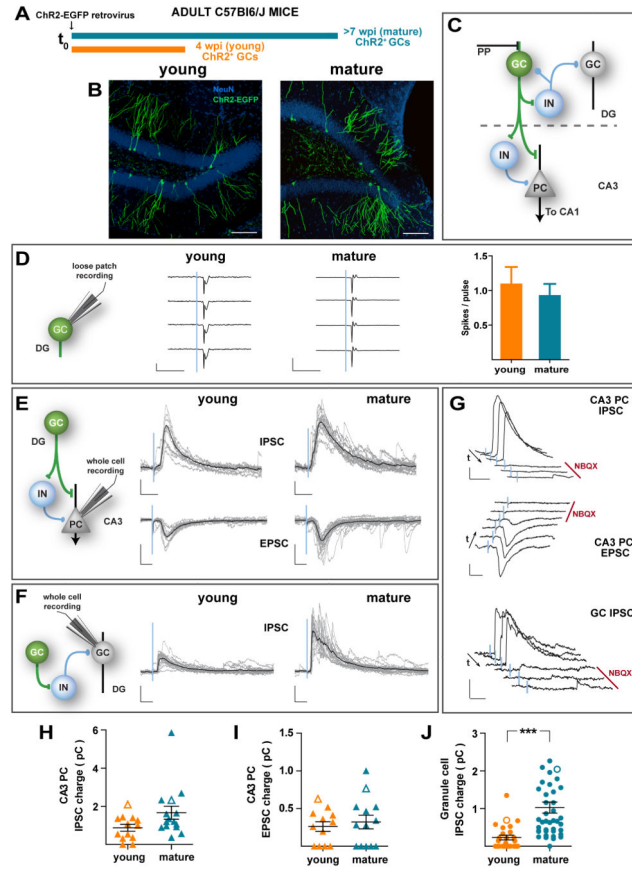 A
ChR2-EGFP retrovirus
ADULT C57Bl6/J MICE
t0
>7 wpi (mature)
ChR2+ GCs
4 wpi (young)
ChR2+ GCs
B
young
mature
NeuN
ChR2-EGFP
C
PP
GC
GC
IN
DG
IN
PC
CA3
To CA1
D
loose patch
recording
GC
DG
young
mature
Spikes / pulse
1.0
0.5
0.0
young
mature
E
GC
DG
whole cell
recording
IN
PC
CA3
young
mature
IPSC
EPSC
F
whole cell
recording
GC
GC
IN
DG
young
mature
IPSC
G
CA3 PC
IPSC
t
NBQX
NBQX
t
CA3 PC
EPSC
GC IPSC
t
NBQX
H
CA3 PC
IPSC charge ( pC )
6
4
2
0
young
mature
I
CA3 PC
EPSC charge ( pC )
1.5
1.0
0.5
0.0
young
mature
J
Granule cell
IPSC charge ( pC )
3
2
1
0
***
young
mature